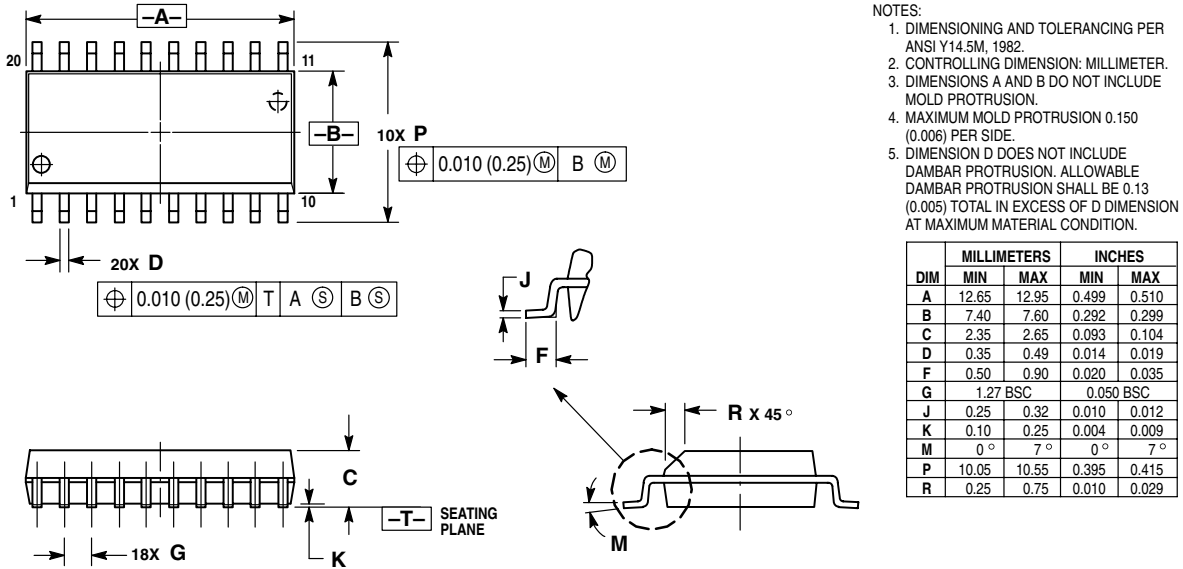 –A–
20
11
–B–
10X P
⌖ 0.010 (0.25) Ⓜ B Ⓜ
1
10
20X D
⌖ 0.010 (0.25) Ⓜ T A Ⓢ B Ⓢ
J
F
R X 45°
C
–T– SEATING
PLANE
M
18X G
K
NOTES:
1. DIMENSIONING AND TOLERANCING PER
ANSI Y14.5M, 1982.
2. CONTROLLING DIMENSION: MILLIMETER.
3. DIMENSIONS A AND B DO NOT INCLUDE
MOLD PROTRUSION.
4. MAXIMUM MOLD PROTRUSION 0.150
(0.006) PER SIDE.
5. DIMENSION D DOES NOT INCLUDE
DAMBAR PROTRUSION. ALLOWABLE
DAMBAR PROTRUSION SHALL BE 0.13
(0.005) TOTAL IN EXCESS OF D DIMENSION
AT MAXIMUM MATERIAL CONDITION.
MILLIMETERS INCHES
DIM MIN MAX MIN MAX
A 12.65 12.95 0.499 0.510
B 7.40 7.60 0.292 0.299
C 2.35 2.65 0.093 0.104
D 0.35 0.49 0.014 0.019
F 0.50 0.90 0.020 0.035
G 1.27 BSC 0.050 BSC
J 0.25 0.32 0.010 0.012
K 0.10 0.25 0.004 0.009
M 0° 7° 0° 7°
P 10.05 10.55 0.395 0.415
R 0.25 0.75 0.010 0.029